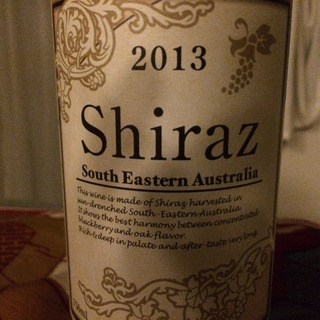 2013
Shiraz
South Eastern Australia
This wine is made of Shiraz harvested in
sun-drenched South-Eastern-Australia.
It shows the best harmony between concentrated
blackberry and oak flavor.
Rich & deep in palate and after taste very long.